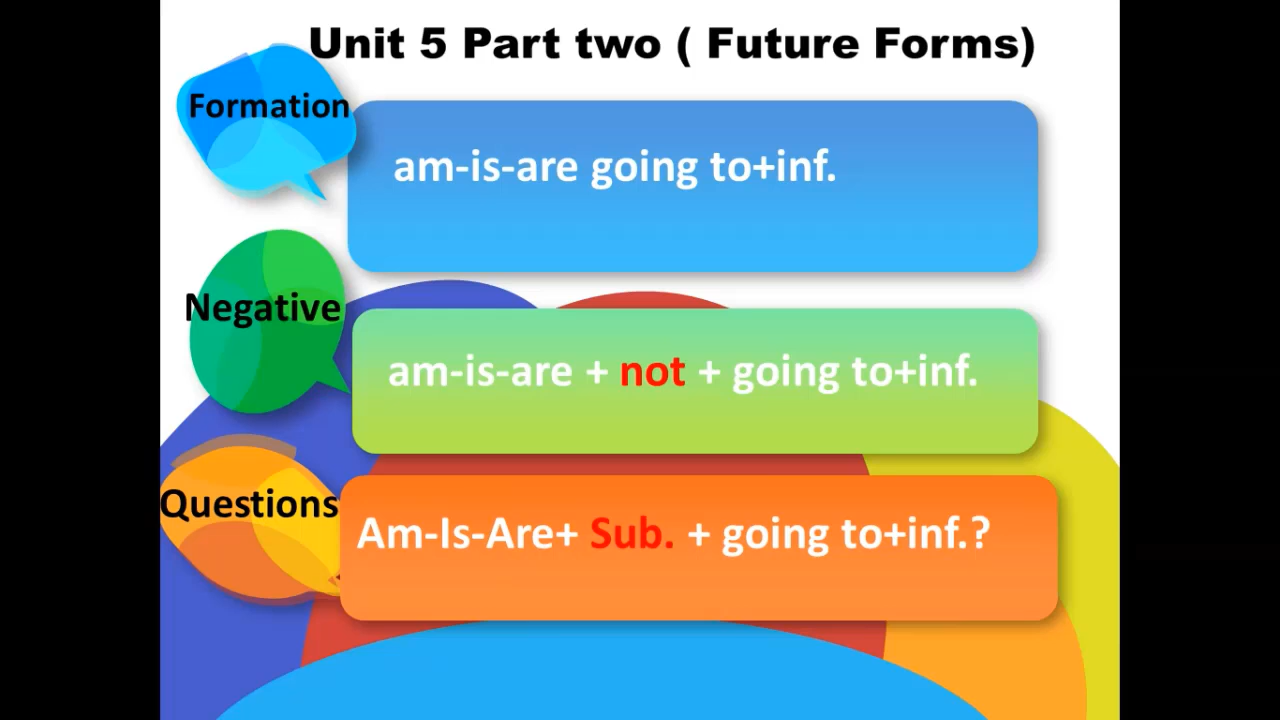 Unit 5 Part two ( Future Forms)
Formation
am-is-are going to+inf.
Negative
am-is-are + not + going to+inf.
Questions
Am-Is-Are+ Sub. + going to+inf.?